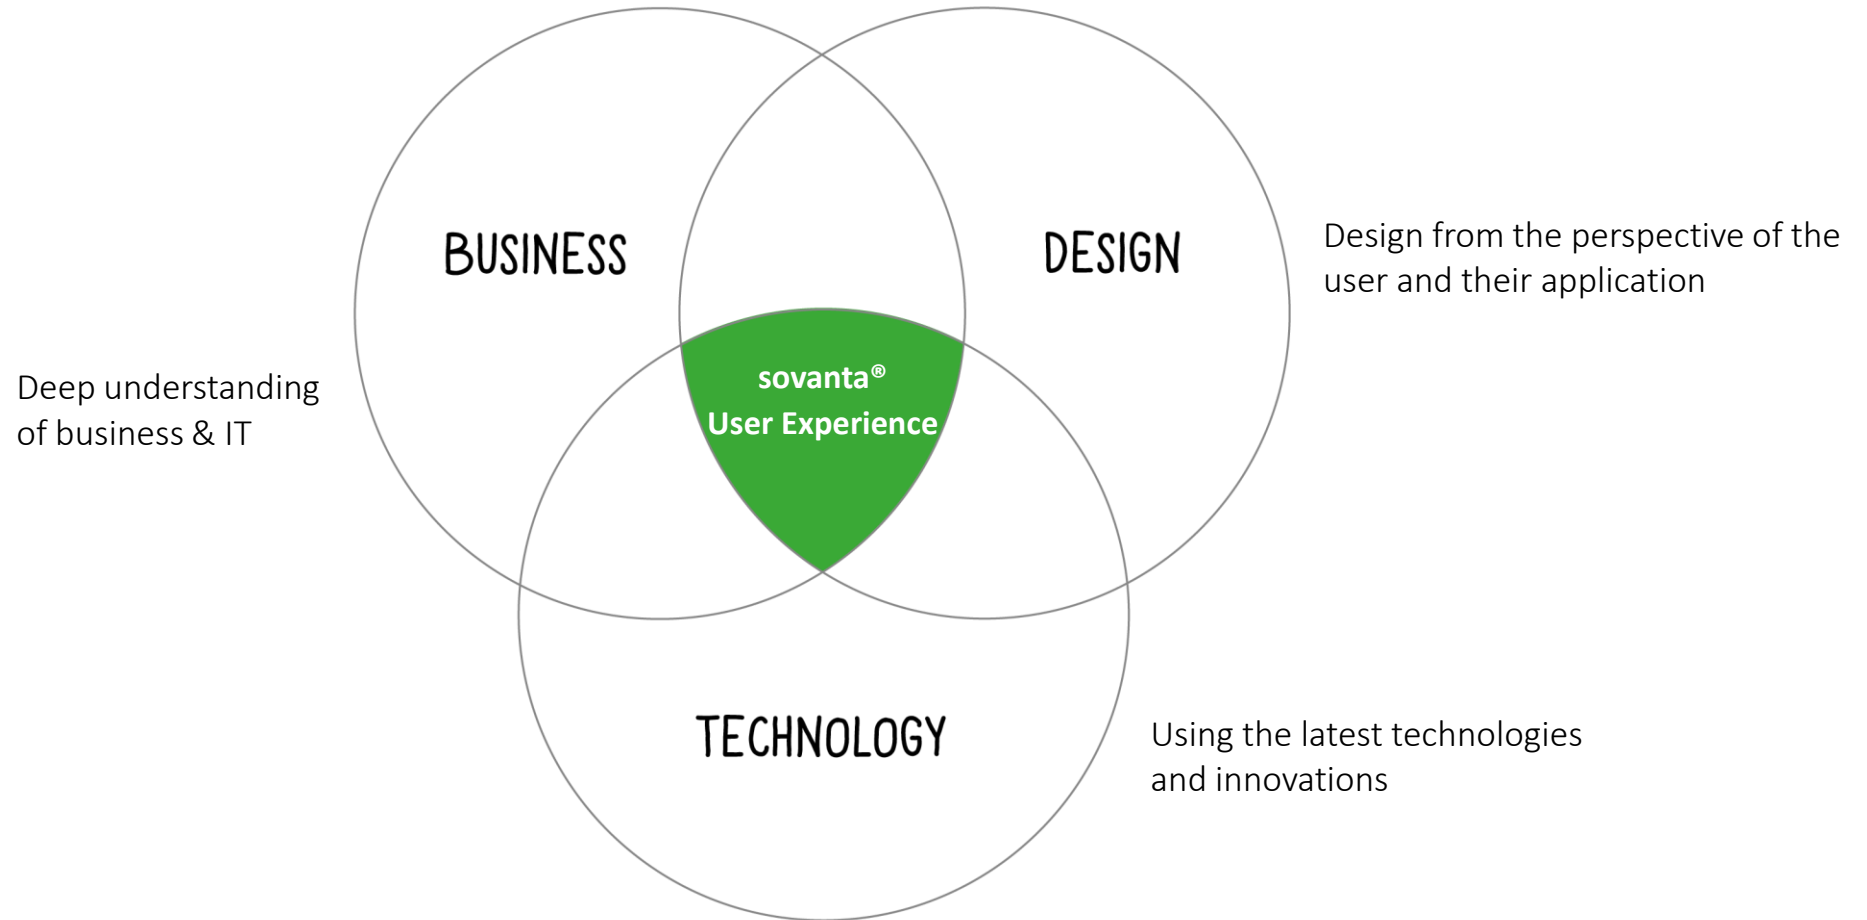 BUSINESS
DESIGN
Design from the perspective of the
user and their application
Deep understanding
of business & IT
sovanta®
User Experience
TECHNOLOGY
Using the latest technologies
and innovations